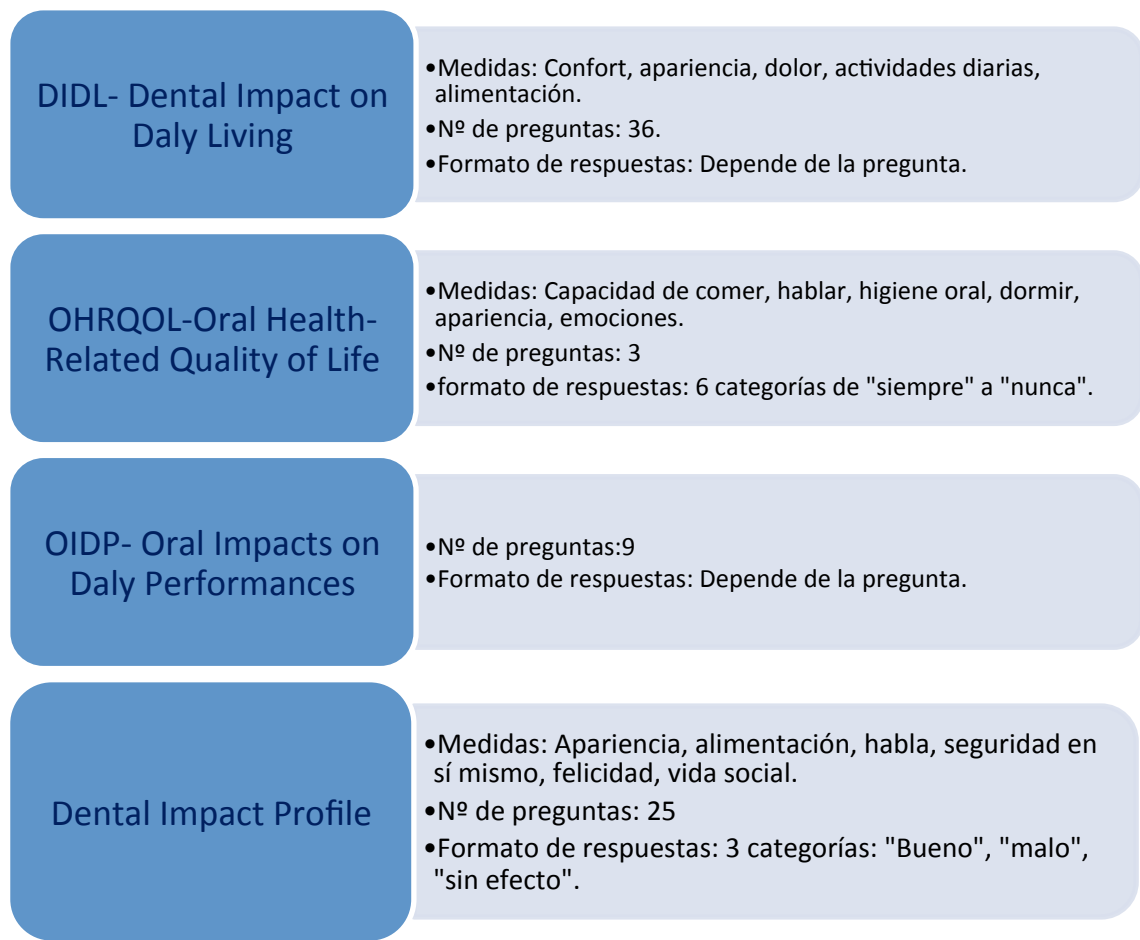 DIDL- Dental Impact on
Daly Living
•Medidas: Confort, apariencia, dolor, actividades diarias,
alimentación.
•Nº de preguntas: 36.
•Formato de respuestas: Depende de la pregunta.
OHRQOL-Oral Health-
Related Quality of Life
•Medidas: Capacidad de comer, hablar, higiene oral, dormir,
apariencia, emociones.
•Nº de preguntas: 3
•formato de respuestas: 6 categorías de "siempre" a "nunca".
OIDP- Oral Impacts on
Daly Performances
•Nº de preguntas:9
•Formato de respuestas: Depende de la pregunta.
Dental Impact Profile
•Medidas: Apariencia, alimentación, habla, seguridad en
sí mismo, felicidad, vida social.
•Nº de preguntas: 25
•Formato de respuestas: 3 categorías: "Bueno", "malo",
"sin efecto".